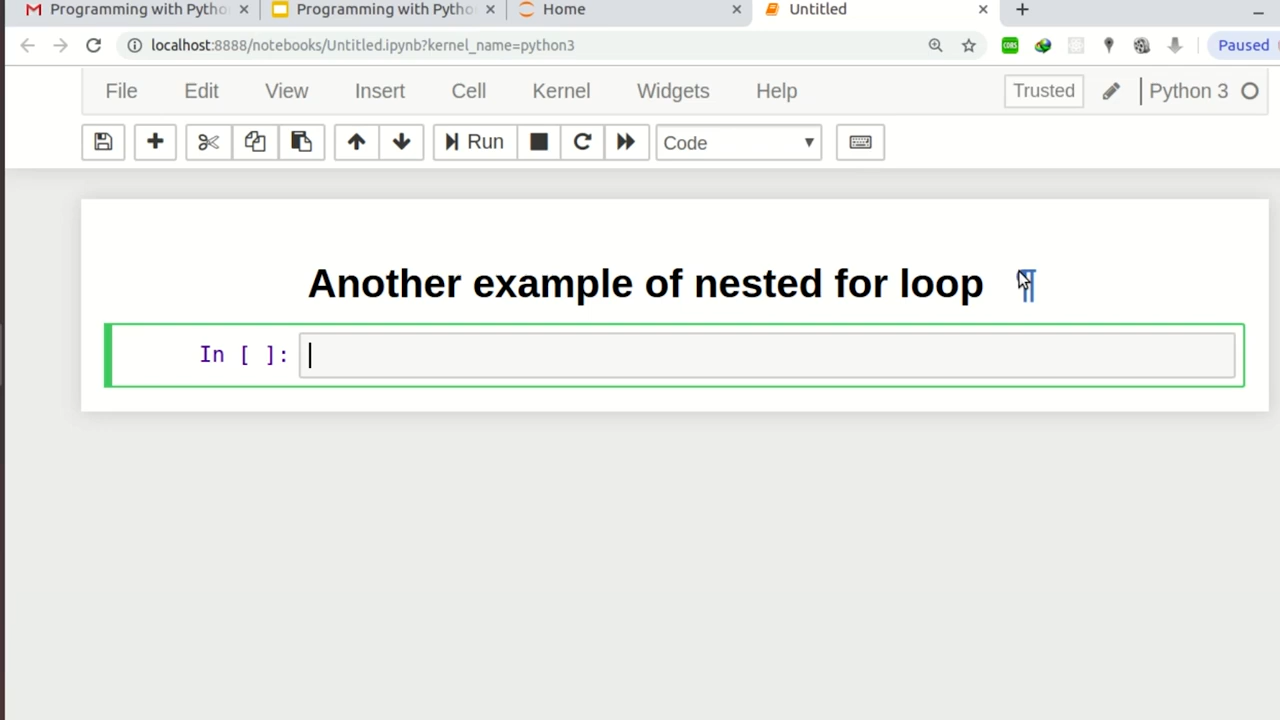 Programming with Pytho
Programming with Pytho
Home
Untitled
localhost:8888/notebooks/Untitled.ipynb?kernel_name=python3
CORS
Paused
File Edit View Insert Cell Kernel Widgets Help
Trusted
Python 3
Run
Code
Another example of nested for loop ¶
In [ ]: